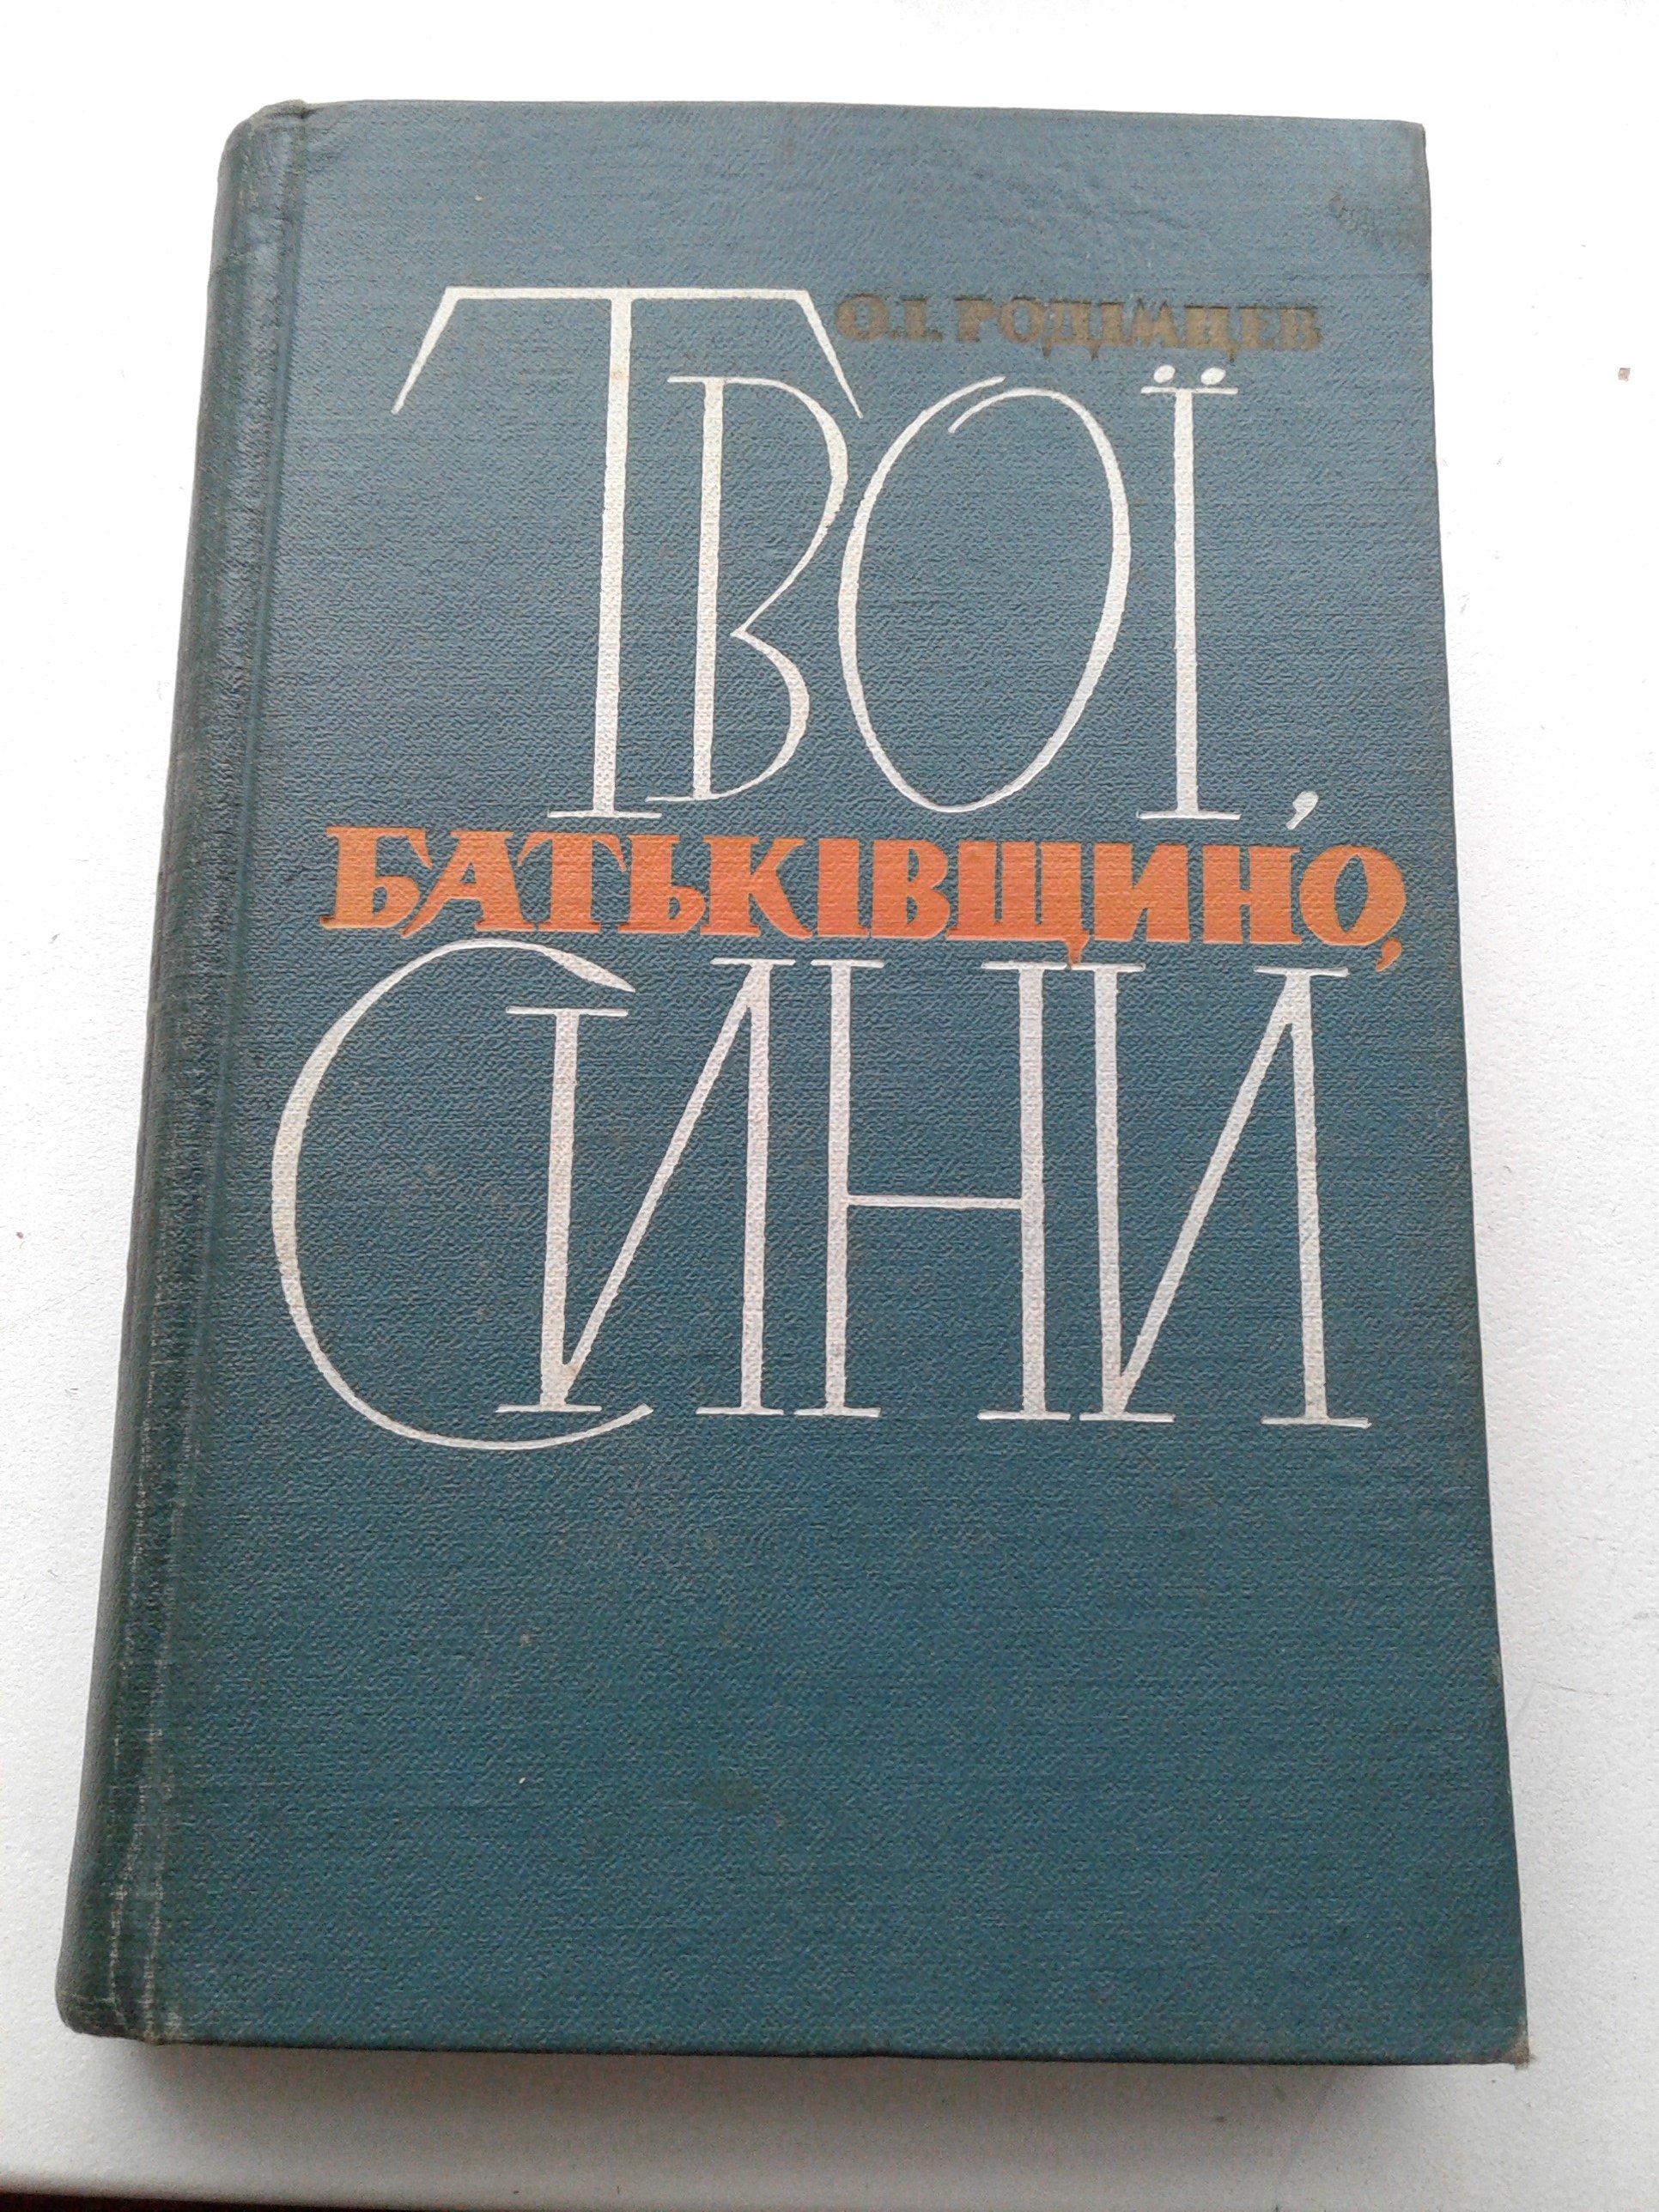 О.І. РОДІМЦЕВ
ТВОЇ,
БАТЬКІВЩИНО,
СИНИ